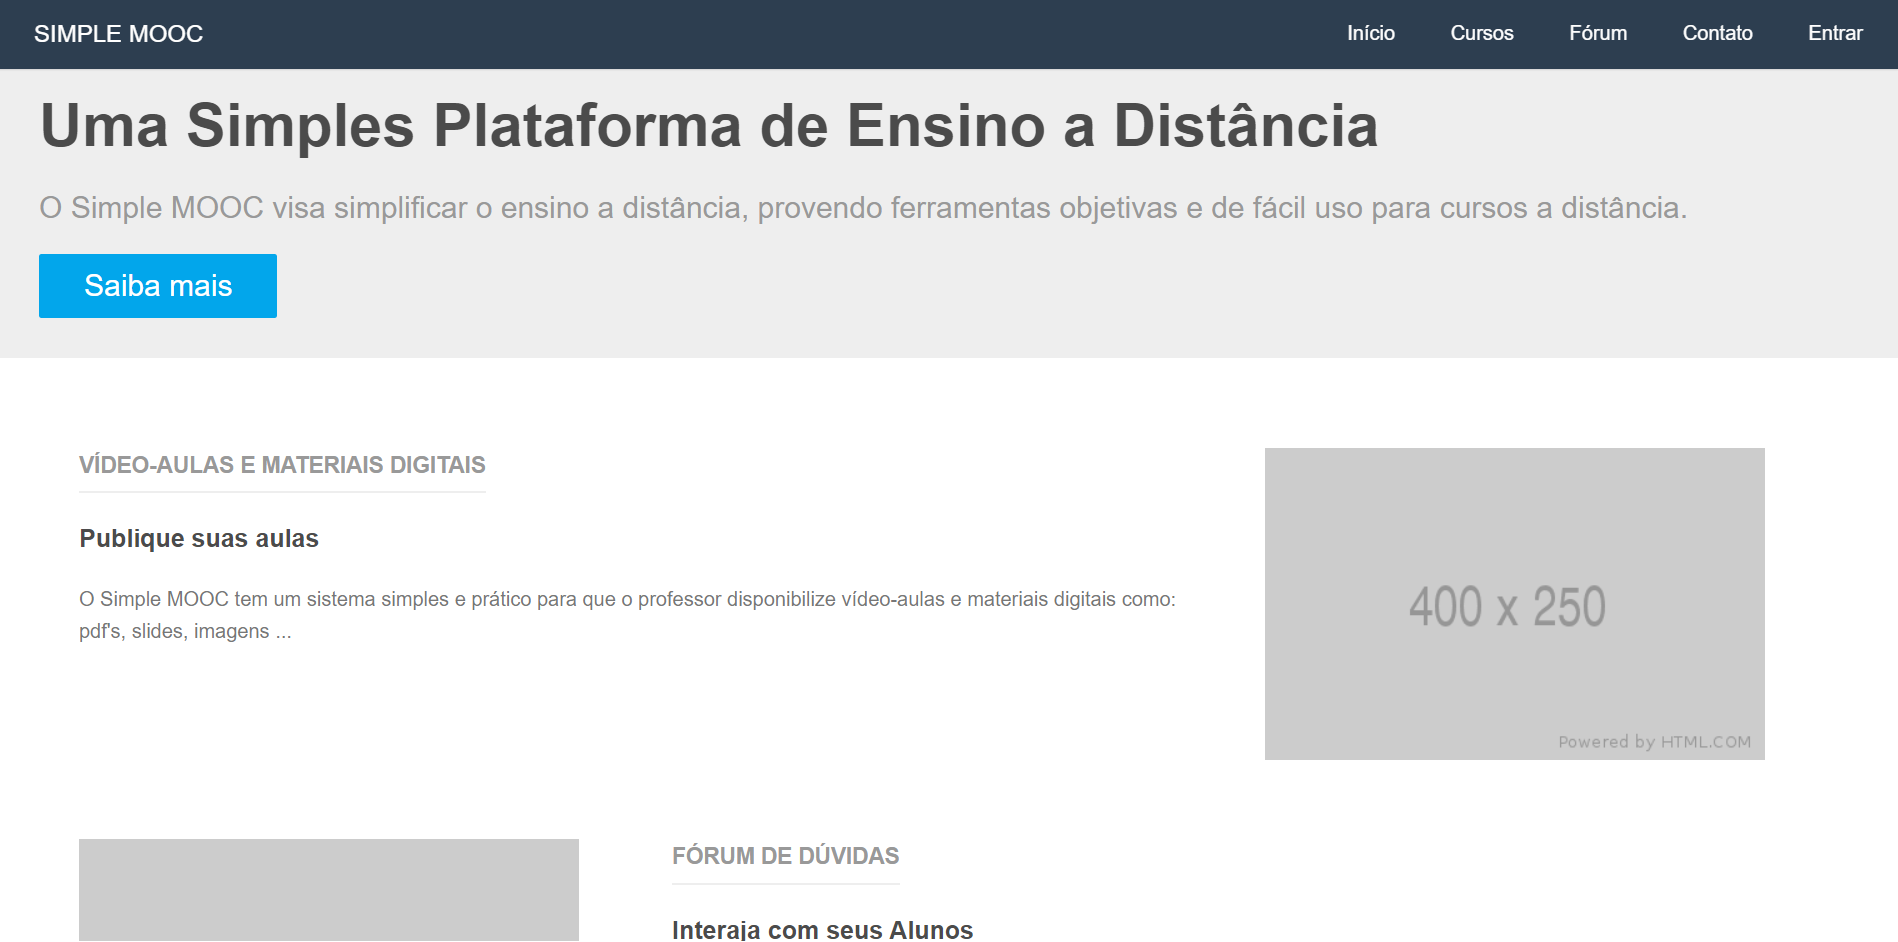 SIMPLE MOOC
Início Cursos Fórum Contato Entrar
Uma Simples Plataforma de Ensino a Distância
O Simple MOOC visa simplificar o ensino a distância, provendo ferramentas objetivas e de fácil uso para cursos a distância.
Saiba mais
VÍDEO-AULAS E MATERIAIS DIGITAIS
Publique suas aulas
O Simple MOOC tem um sistema simples e prático para que o professor disponibilize vídeo-aulas e materiais digitais como:
pdf's, slides, imagens ...
400 x 250
Powered by HTML.COM
FÓRUM DE DÚVIDAS
Interaja com seus Alunos